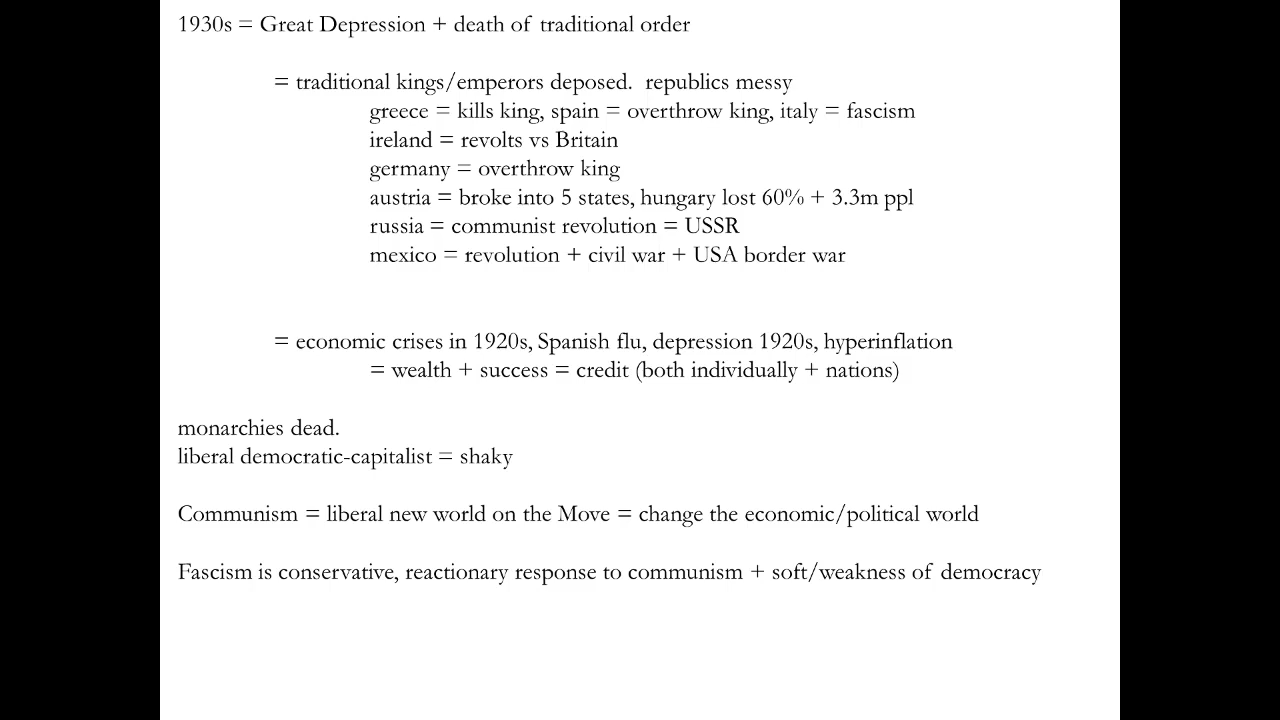 1930s = Great Depression + death of traditional order
= traditional kings/emperors deposed.  republics messy
greece = kills king, spain = overthrow king, italy = fascism
ireland = revolts vs Britain
germany = overthrow king
austria = broke into 5 states, hungary lost 60% + 3.3m ppl
russia = communist revolution = USSR
mexico = revolution + civil war + USA border war
= economic crises in 1920s, Spanish flu, depression 1920s, hyperinflation
= wealth + success = credit (both individually + nations)
monarchies dead.
liberal democratic-capitalist = shaky
Communism = liberal new world on the Move = change the economic/political world
Fascism is conservative, reactionary response to communism + soft/weakness of democracy